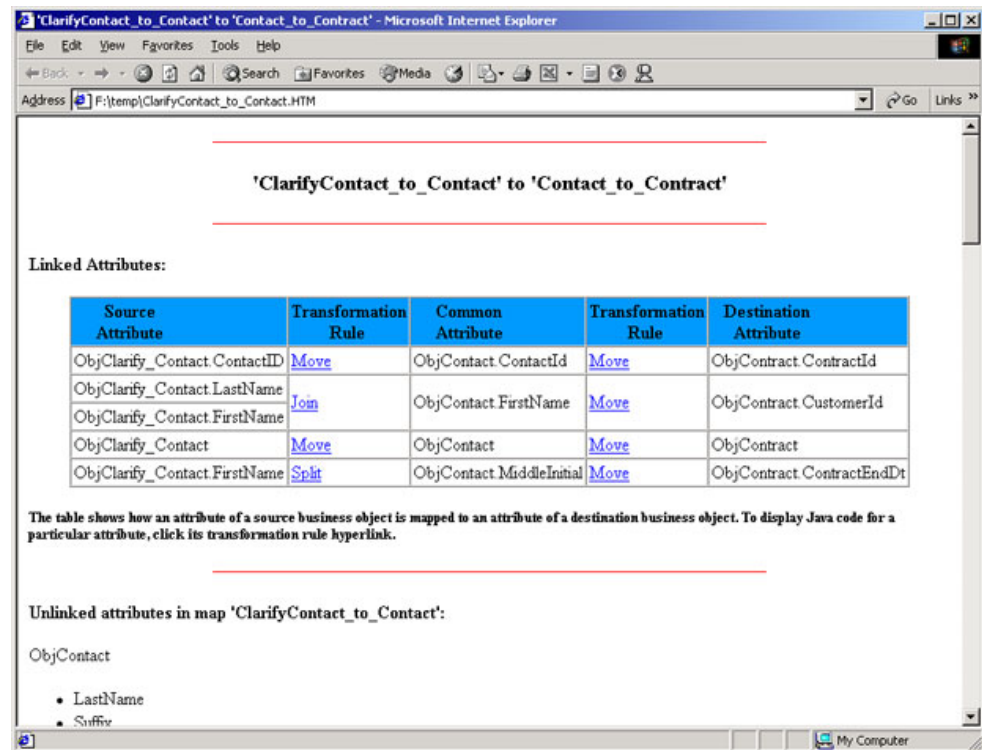 'ClarifyContact_to_Contact' to 'Contact_to_Contract' - Microsoft Internet Explorer
File Edit View Favorites Tools Help
Back Search Favorites Media
Address F:\temp\ClarifyContact_to_Contact.HTM Go Links »
'ClarifyContact_to_Contact' to 'Contact_to_Contract'
Linked Attributes:
Source Transformation Common Transformation Destination
Attribute Rule Attribute Rule Attribute
ObjClarify_Contact.ContactID Move ObjContact.ContactId Move ObjContract.ContractId
ObjClarify_Contact.LastName
Join ObjContact.FirstName Move ObjContract.CustomerId
ObjClarify_Contact.FirstName
ObjClarify_Contact Move ObjContact Move ObjContract
ObjClarify_Contact.FirstName Split ObjContact.MiddleInitial Move ObjContract.ContractEndDt
The table shows how an attribute of a source business object is mapped to an attribute of a destination business object. To display Java code for a
particular attribute, click its transformation rule hyperlink.
Unlinked attributes in map 'ClarifyContact_to_Contact':
ObjContact
• LastName
• Suffix
My Computer